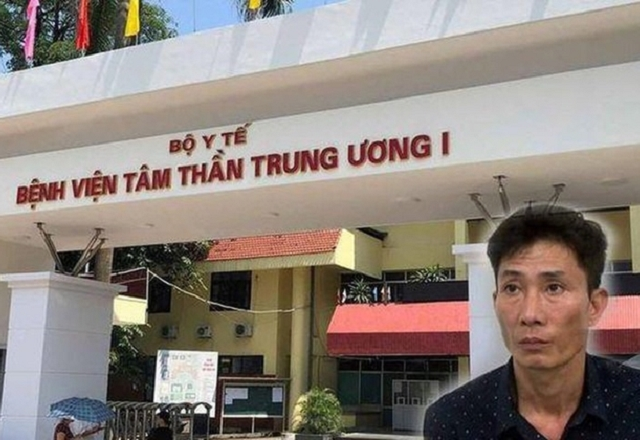 BỘ Y TẾ
BỆNH VIỆN TÂM THẦN TRUNG ƯƠNG I